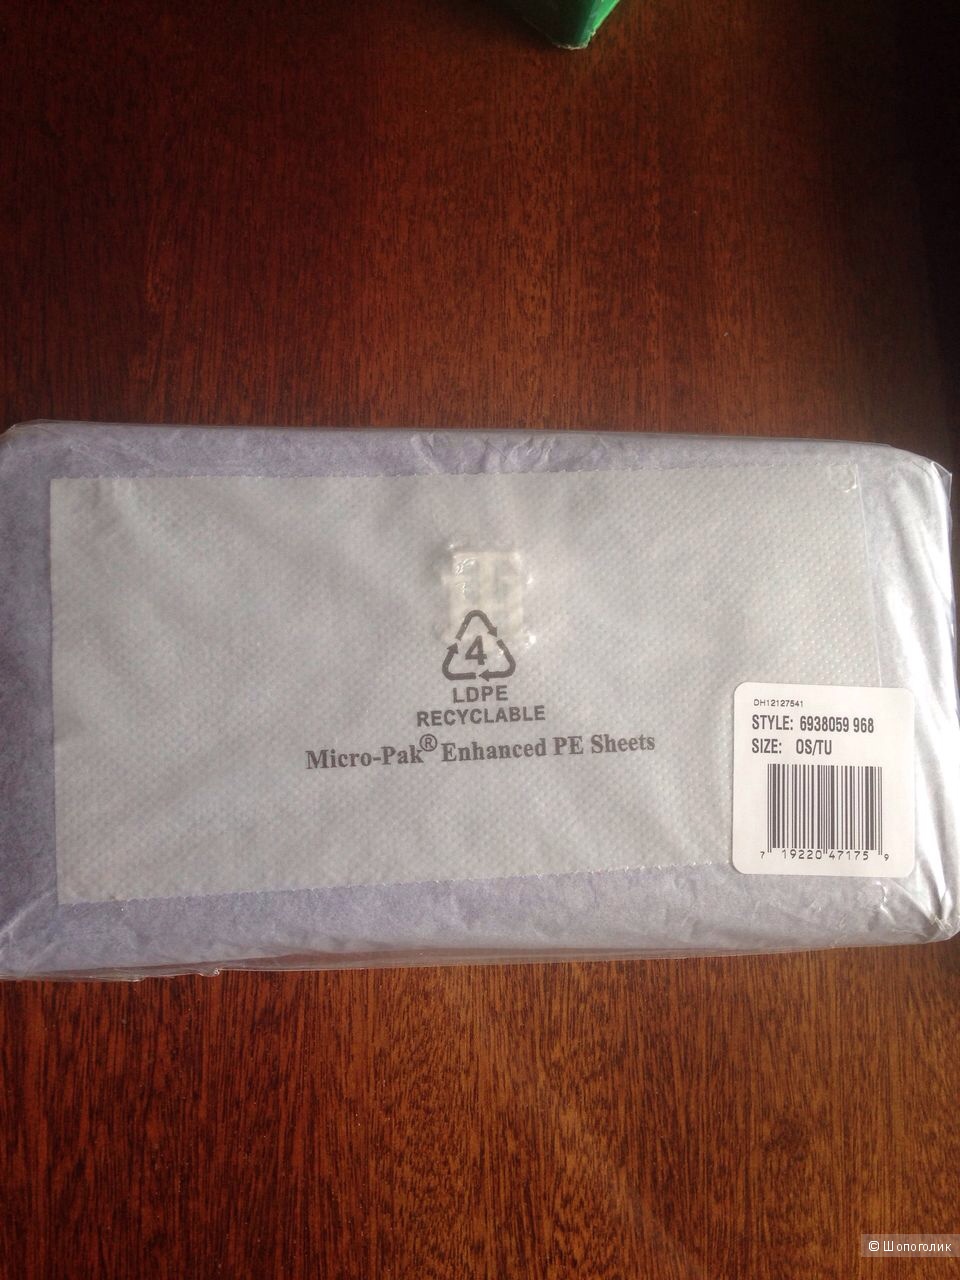 4
LDPE
RECYCLABLE
Micro-Pak® Enhanced PE Sheets
DH12127541
STYLE: 6938059 968
SIZE: OS/TU
7 19220 47175 9
© Шопоголик